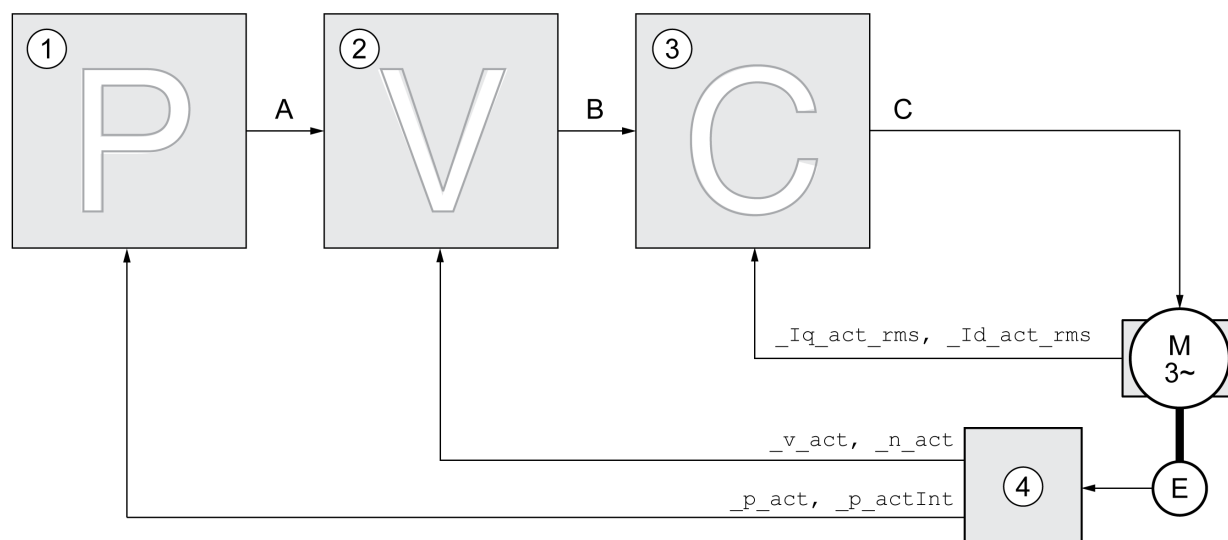 1
P
A
2
V
B
3
C
C
_Iq_act_rms, _Id_act_rms
M
3~
_v_act, _n_act
_p_act, _p_actInt
4
E